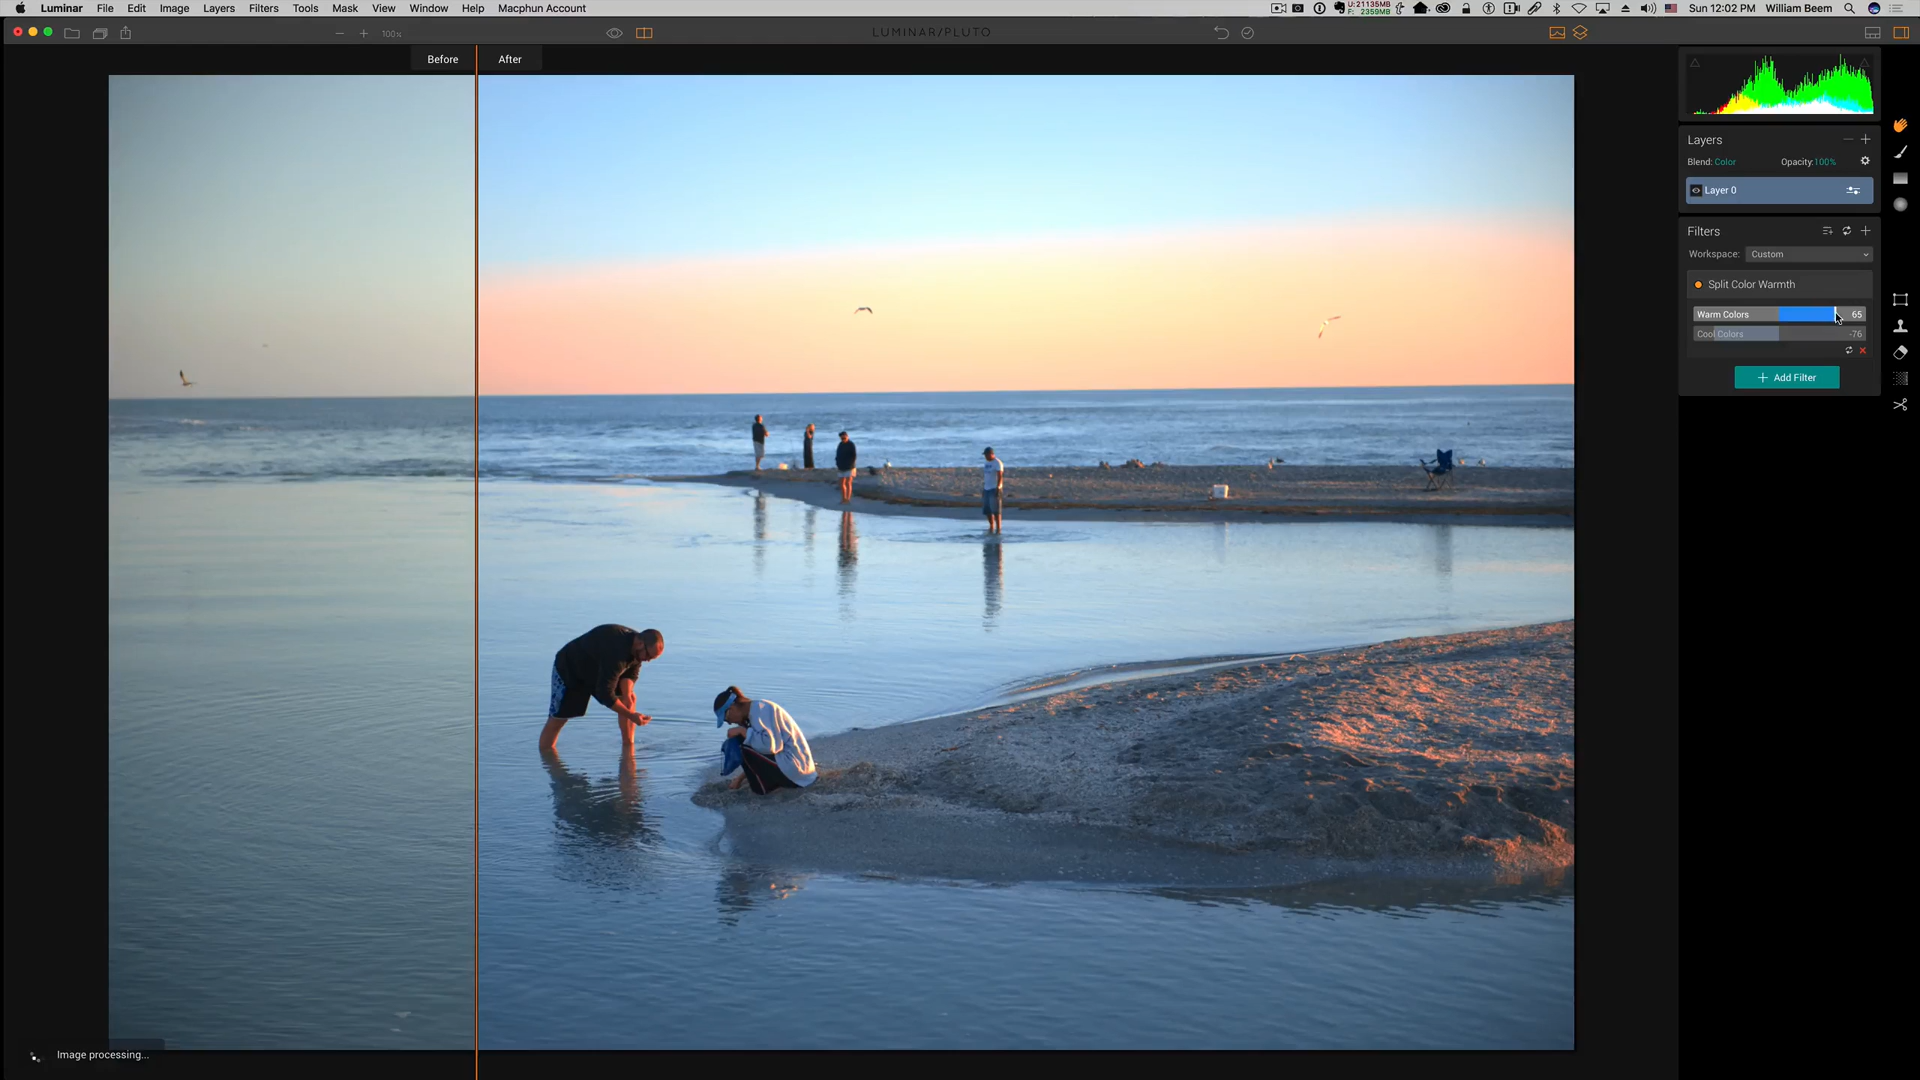 Luminar File Edit Image Layers Filters Tools Mask View Window Help Macphun Account U:21135MB F: 2359MB Sun 12:02 PM William Beem
100% LUMINAR/PLUTO
Before After
Layers
Blend: Color Opacity:100%
Layer 0
Filters
Workspace: Custom
Split Color Warmth
Warm Colors 65
Cool Colors -76
Add Filter
Image processing...